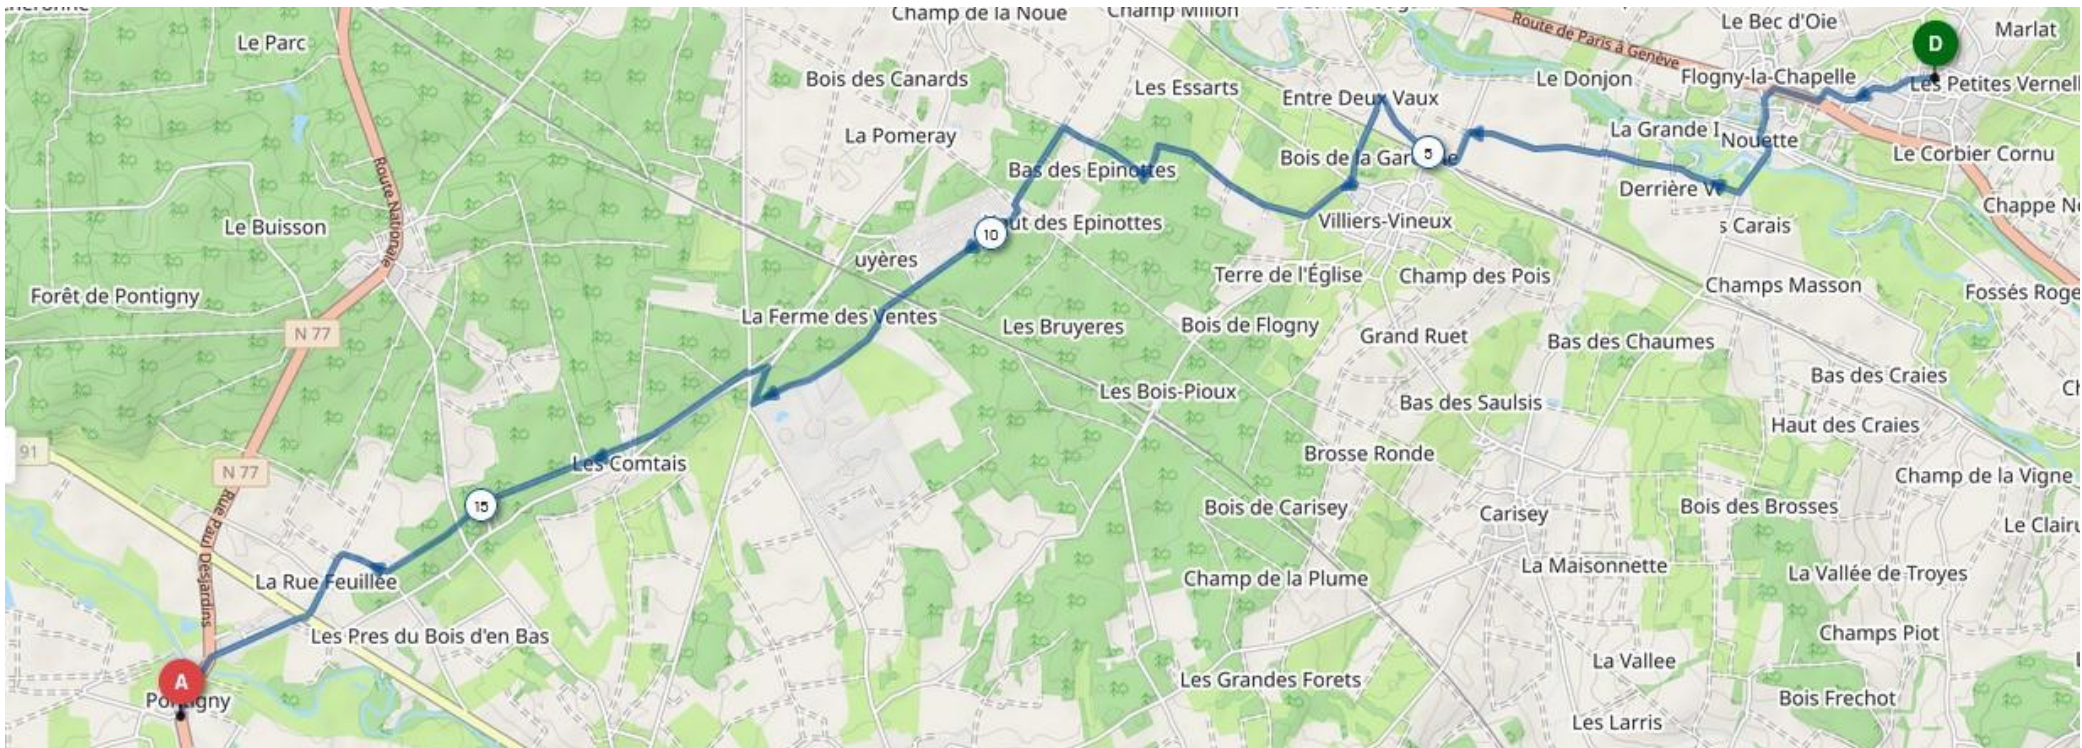 Champ de la Noue
Champ Millon
Route de Paris à Genève
Le Bec d'Oie
D
Marlat
Le Parc
Bois des Canards
Les Essarts
Entre Deux Vaux
Le Donjon
Flogny-la-Chapelle
Les Petites Vernell
La Pomeray
Bois de la Gar
5
La Grande I
Nouette
Le Corbier Cornu
Route Nationale
Bas des Epinottes
Derrière V
Le Buisson
10
ut des Epinottes
Villiers-Vineux
s Carais
Chappe N
uyères
Terre de l'Église
Champ des Pois
Champs Masson
Forêt de Pontigny
Fossés Roge
N 77
La Ferme des Ventes
Les Bruyeres
Bois de Flogny
Grand Ruet
Bas des Chaumes
Bas des Craies
Les Bois-Pioux
Bas des Saulsis
Haut des Craies
91
N 77
Les Comtais
Brosse Ronde
Champ de la Vigne
15
Bois de Carisey
Carisey
Bois des Brosses
Le Clairu
Rue Paul Desjardins
La Rue Feuillée
Champ de la Plume
La Maisonnette
La Vallée de Troyes
Les Pres du Bois d'en Bas
Champs Piot
A
Pontigny
Les Grandes Forets
La Vallee
Bois Frechot
Les Larris